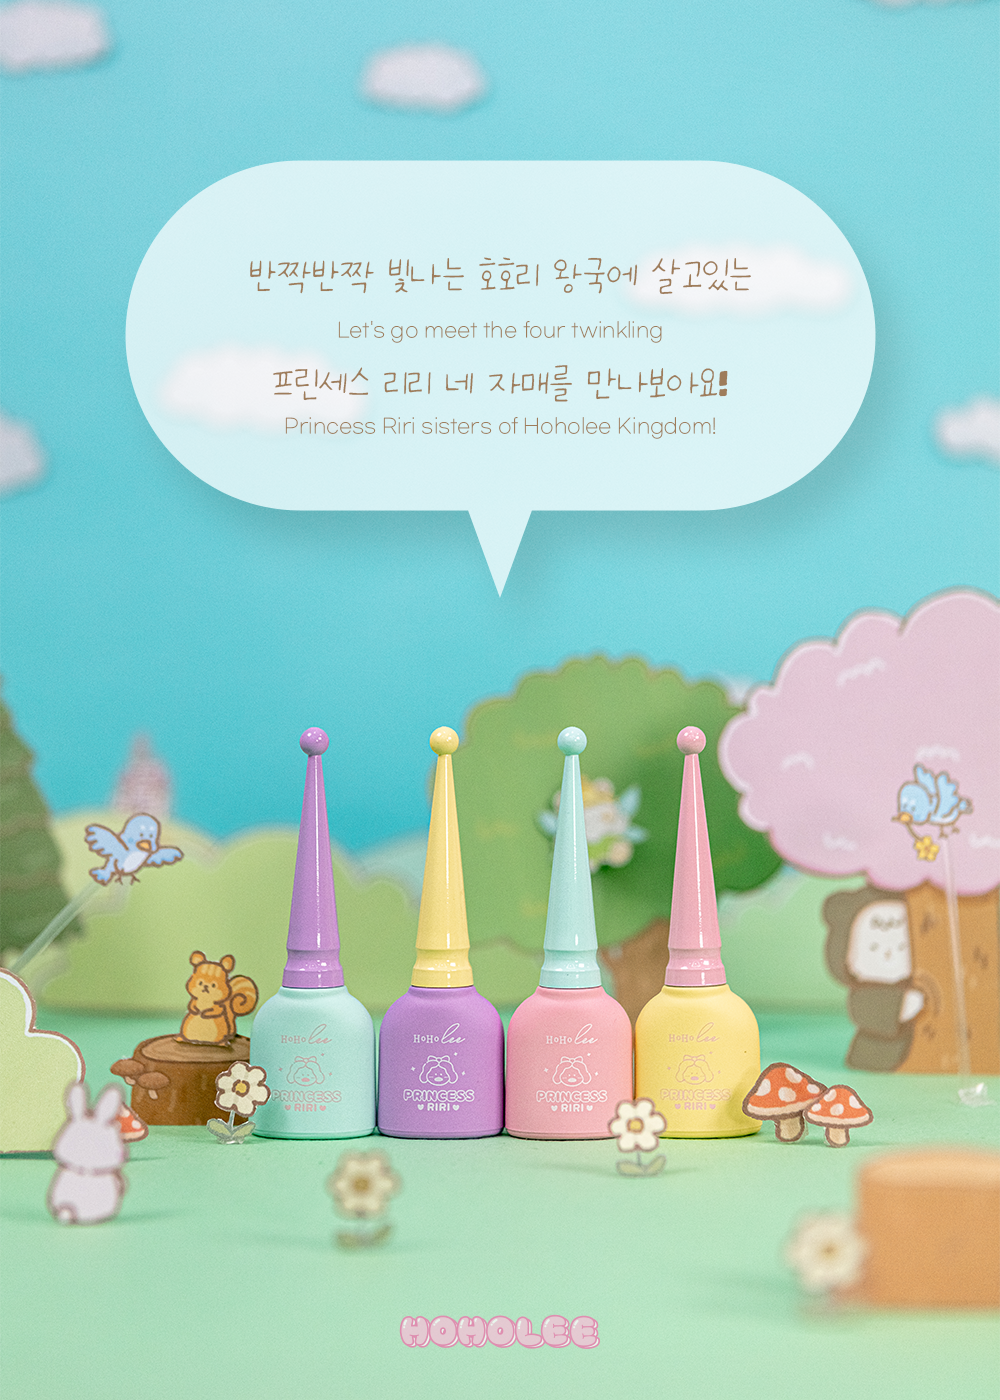 반짝반짝 빛나는 호호리 왕국에 살고있는
Let's go meet the four twinkling
프린세스 리리 네 자매를 만나보아요!
Princess Riri sisters of Hoholee Kingdom!
HOHO lee
PRINCESS
RIRI
HOHO lee
PRINCESS
RIRI
HOHO lee
PRINCESS
RIRI
HOHO lee
PRINCESS
RIRI
HOHOLEE